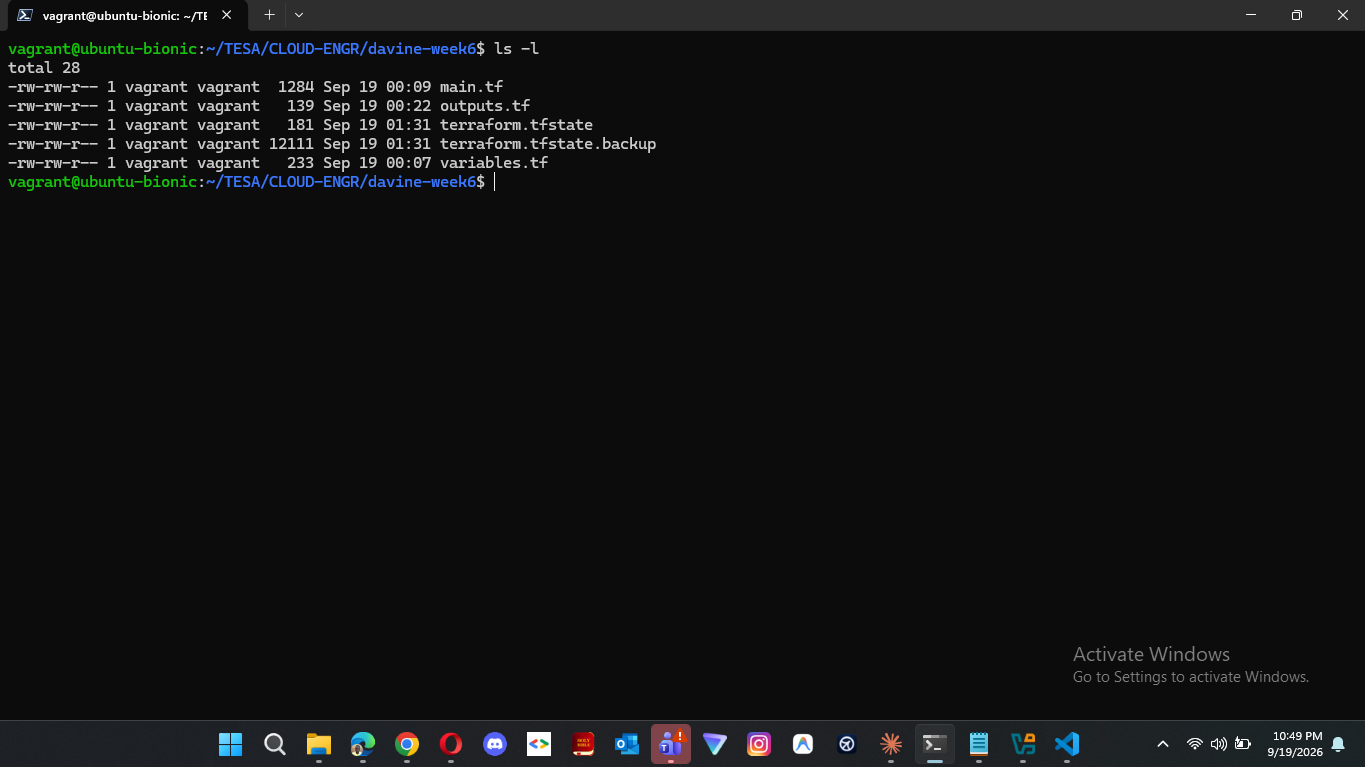 vagrant@ubuntu-bionic: ~/TE
vagrant@ubuntu-bionic:~/TESA/CLOUD-ENGR/davine-week6$ ls -l
total 28
-rw-rw-r-- 1 vagrant vagrant  1284 Sep 19 00:09 main.tf
-rw-rw-r-- 1 vagrant vagrant   139 Sep 19 00:22 outputs.tf
-rw-rw-r-- 1 vagrant vagrant   181 Sep 19 01:31 terraform.tfstate
-rw-rw-r-- 1 vagrant vagrant 12111 Sep 19 01:31 terraform.tfstate.backup
-rw-rw-r-- 1 vagrant vagrant   233 Sep 19 00:07 variables.tf
vagrant@ubuntu-bionic:~/TESA/CLOUD-ENGR/davine-week6$
Activate Windows
Go to Settings to activate Windows.
10:49 PM
9/19/2026